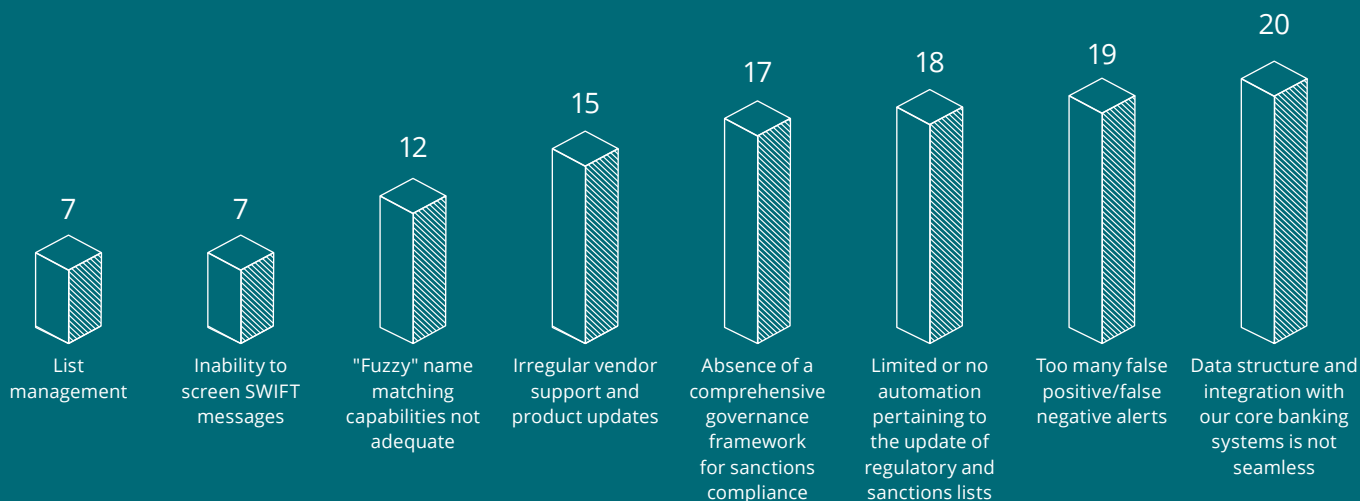 7
List
management
7
Inability to
screen SWIFT
messages
12
"Fuzzy" name
matching
capabilities not
adequate
15
Irregular vendor
support and
product updates
17
Absence of a
comprehensive
governance
framework
for sanctions
compliance
18
Limited or no
automation
pertaining to
the update of
regulatory and
sanctions lists
19
Too many false
positive/false
negative alerts
20
Data structure and
integration with
our core banking
systems is not
seamless